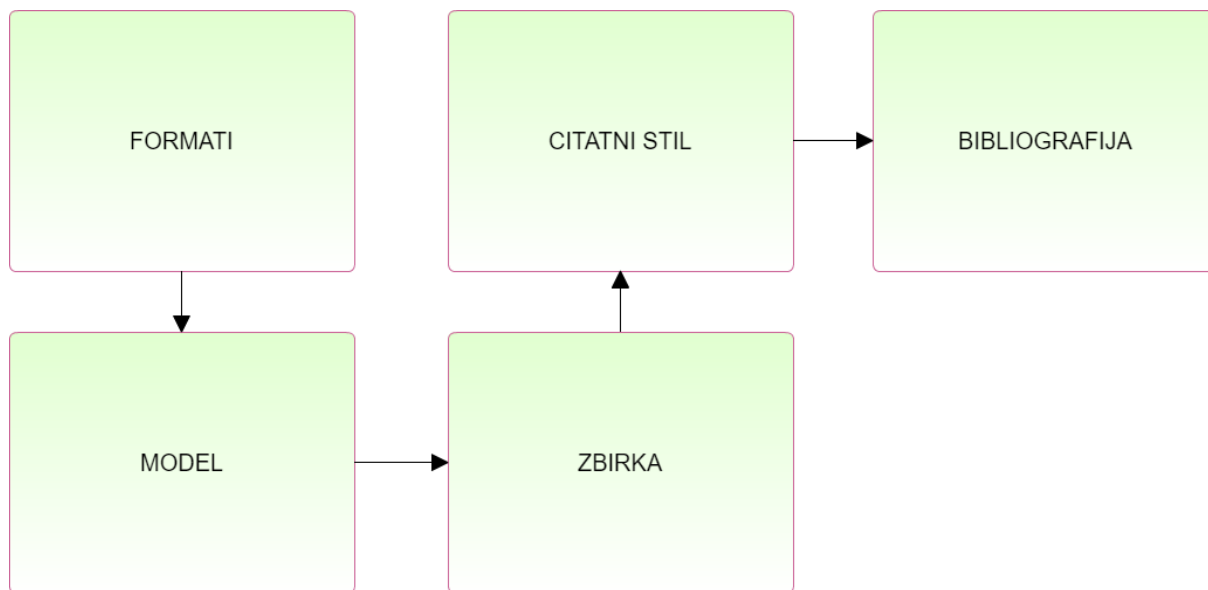 FORMATI
CITATNI STIL
BIBLIOGRAFIJA
MODEL
ZBIRKA